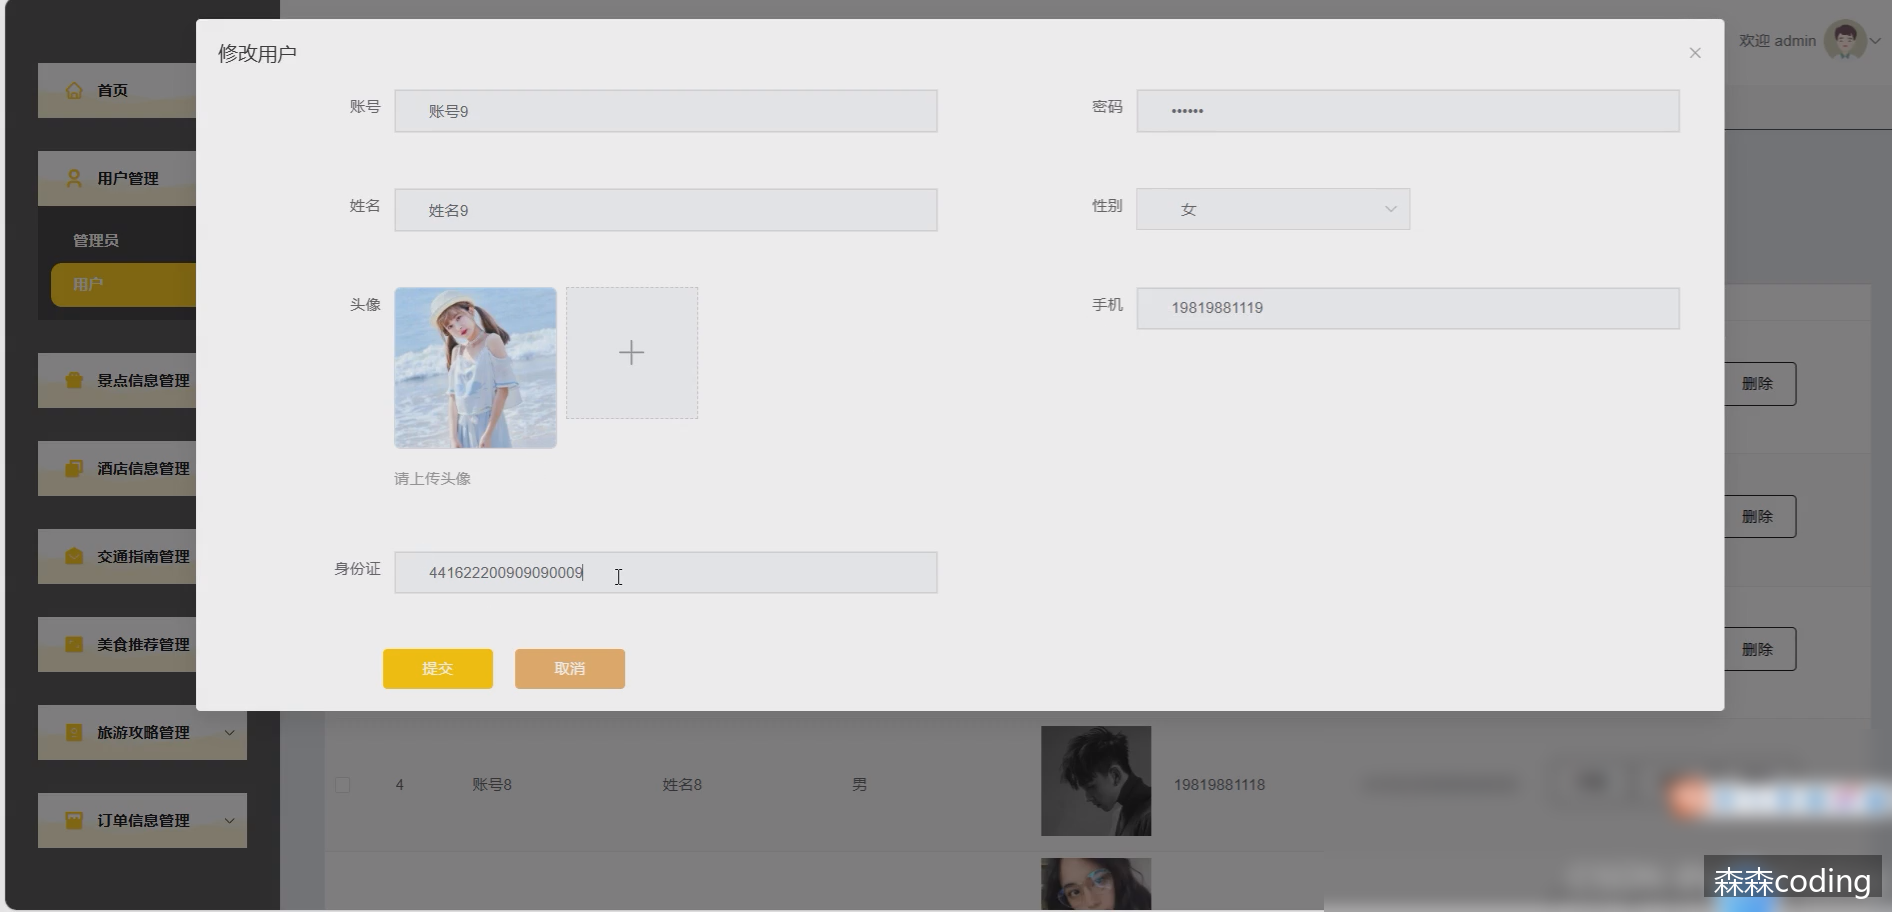 欢迎 admin
首页
用户管理
管理员
用户
景点信息管理
酒店信息管理
交通指南管理
美食推荐管理
旅游攻略管理
订单信息管理
修改用户
账号
账号9
密码
••••••
姓名
姓名9
性别
女
头像
请上传头像
手机
19819881119
身份证
441622200909090009
提交
取消
删除
删除
删除
4
账号8
姓名8
男
19819881118
森森coding